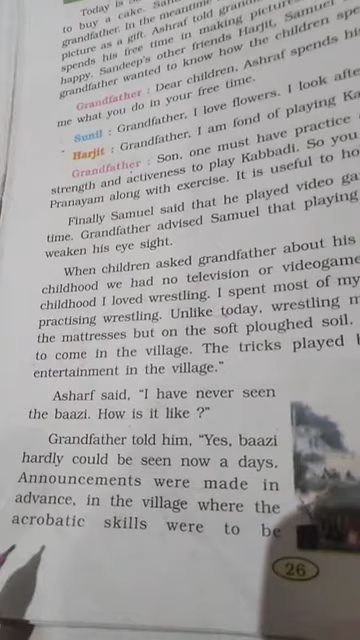 Today is
to buy a cake.
grandfather. In the meantime
picture as a gift. Ashraf told grand
spends his free time in making pictures
happy. Sandeep's other friends Harjit, Samuel
grandfather wanted to know how the children spe
Grandfather : Dear children, Ashraf spends his
me what you do in your free time.
Sunil : Grandfather, I love flowers. I look afte
Harjit : Grandfather, I am fond of playing Ka
Grandfather : Son, one must have practice
strength and activeness to play Kabbadi. So you
Pranayam along with exercise. It is useful to ho
Finally Samuel said that he played video ga
time. Grandfather advised Samuel that playing
weaken his eye sight.
When children asked grandfather about his
childhood we had no television or videogame
childhood I loved wrestling. I spent most of my
practising wrestling. Unlike today, wrestling m
the mattresses but on the soft ploughed soil.
to come in the village. The tricks played b
entertainment in the village."
Asharf said, "I have never seen
the baazi. How is it like ?"
Grandfather told him, "Yes, baazi
hardly could be seen now a days.
Announcements were made in
advance, in the village where the
acrobatic skills were to be
26